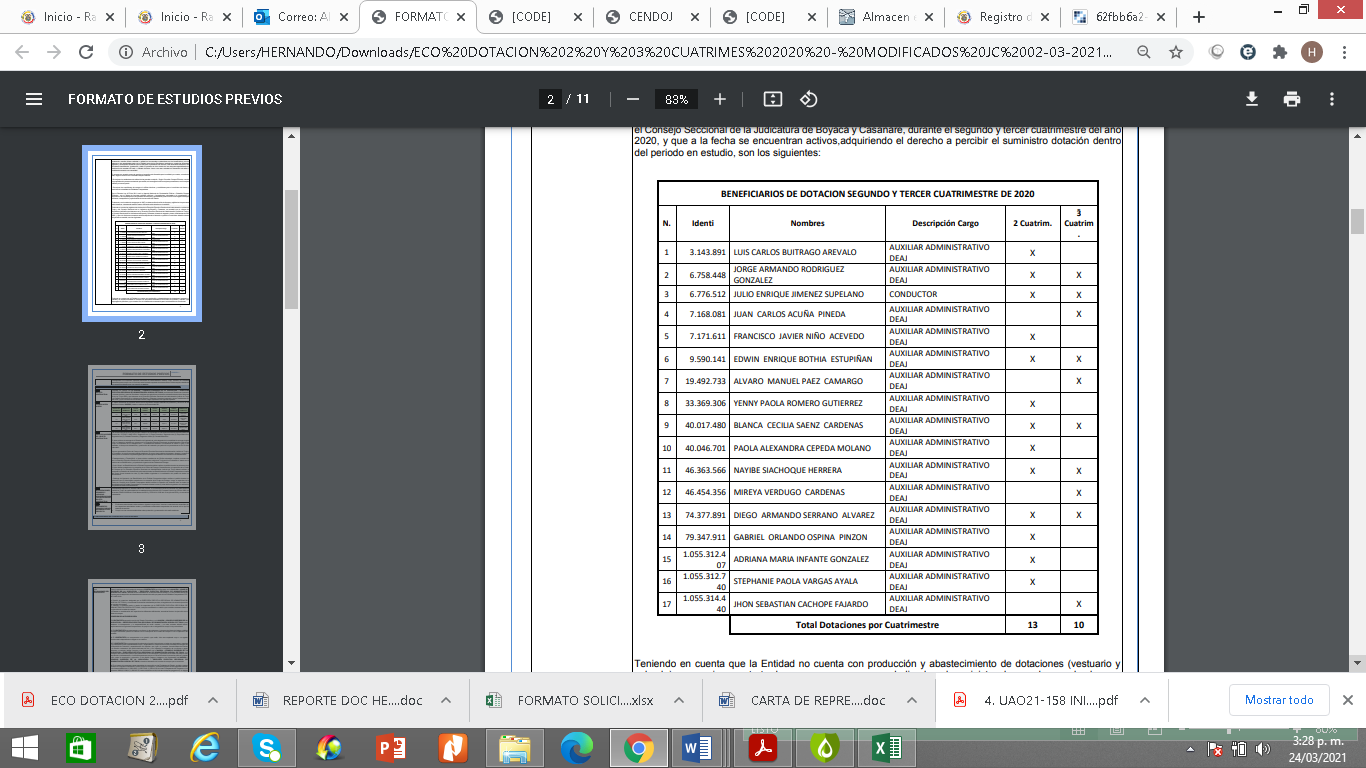 Inicio - Ra
Inicio - Ra
Correo: Al
FORMATO
[CODE]
CENDOJ
[CODE]
Almacen
Registro d
62fbb6a2-
Archivo
C:/Users/HERNANDO/Downloads/ECO%20DOTACION%202%20Y%203%20CUATRIMES%202020%20-%20MODIFICADOS%20JC%2002-03-2021...
H
FORMATO DE ESTUDIOS PREVIOS
2 / 11
83%
el Consejo Seccional de la Judicatura de Boyacá y Casanare, durante el segundo y tercer cuatrimestre del año
2020, y que a la fecha se encuentran activos,adquiriendo el derecho a percibir el suministro dotación dentro
del periodo en estudio, son los siguientes:
BENEFICIARIOS DE DOTACION SEGUNDO Y TERCER CUATRIMESTRE DE 2020
N. Identi Nombres Descripción Cargo 2 Cuatrim. 3 Cuatrim.
1 3.143.891 LUIS CARLOS BUITRAGO AREVALO AUXILIAR ADMINISTRATIVO DEAJ X
2 6.758.448 JORGE ARMANDO RODRIGUEZ GONZALEZ AUXILIAR ADMINISTRATIVO DEAJ X X
3 6.776.512 JULIO ENRIQUE JIMENEZ SUPELANO CONDUCTOR X X
4 7.168.081 JUAN CARLOS ACUÑA PINEDA AUXILIAR ADMINISTRATIVO DEAJ X
5 7.171.611 FRANCISCO JAVIER NIÑO ACEVEDO AUXILIAR ADMINISTRATIVO DEAJ X
6 9.590.141 EDWIN ENRIQUE BOTHIA ESTUPIÑAN AUXILIAR ADMINISTRATIVO DEAJ X X
7 19.492.733 ALVARO MANUEL PAEZ CAMARGO AUXILIAR ADMINISTRATIVO DEAJ X
8 33.369.306 YENNY PAOLA ROMERO GUTIERREZ AUXILIAR ADMINISTRATIVO DEAJ X
9 40.017.480 BLANCA CECILIA SAENZ CARDENAS AUXILIAR ADMINISTRATIVO DEAJ X X
10 40.046.701 PAOLA ALEXANDRA CEPEDA MOLANO AUXILIAR ADMINISTRATIVO DEAJ X
11 46.363.566 NAYIBE SIACHOQUE HERRERA AUXILIAR ADMINISTRATIVO DEAJ X X
12 46.454.356 MIREYA VERDUGO CARDENAS AUXILIAR ADMINISTRATIVO DEAJ X
13 74.377.891 DIEGO ARMANDO SERRANO ALVAREZ AUXILIAR ADMINISTRATIVO DEAJ X X
14 79.347.911 GABRIEL ORLANDO OSPINA PINZON AUXILIAR ADMINISTRATIVO DEAJ X
15 1.055.312.407 ADRIANA MARIA INFANTE GONZALEZ AUXILIAR ADMINISTRATIVO DEAJ X
16 1.055.312.740 STEPHANIE PAOLA VARGAS AYALA AUXILIAR ADMINISTRATIVO DEAJ X
17 1.055.314.440 JHON SEBASTIAN CACHOPE FAJARDO AUXILIAR ADMINISTRATIVO DEAJ X
Total Dotaciones por Cuatrimestre 13 10
Teniendo en cuenta que la Entidad no cuenta con producción y abastecimiento de dotaciones (vestuario y
2
3
ECO DOTACION 2....pdf
REPORTE DOC HE....doc
FORMATO SOLICI....xlsx
CARTA DE REPRE....doc
4. UAO21-158 INI....pdf
Mostrar todo
80%
3:28 p. m.
24/03/2021